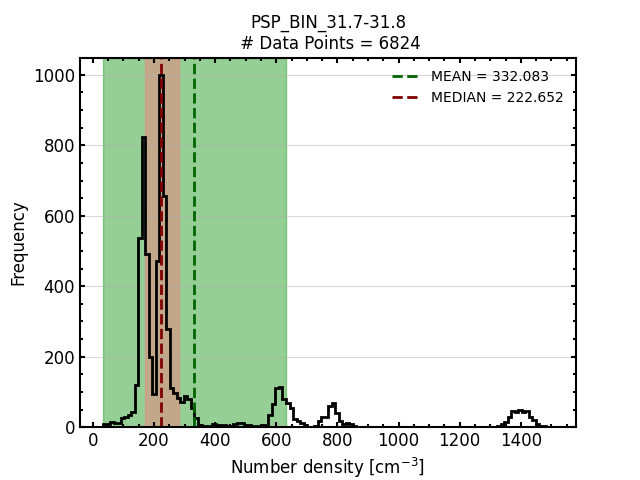 PSP_BIN_31.7-31.8
# Data Points = 6824
MEAN = 332.083
MEDIAN = 222.652
Frequency
1000
800
600
400
200
0
0 200 400 600 800 1000 1200 1400
Number density [cm⁻³]